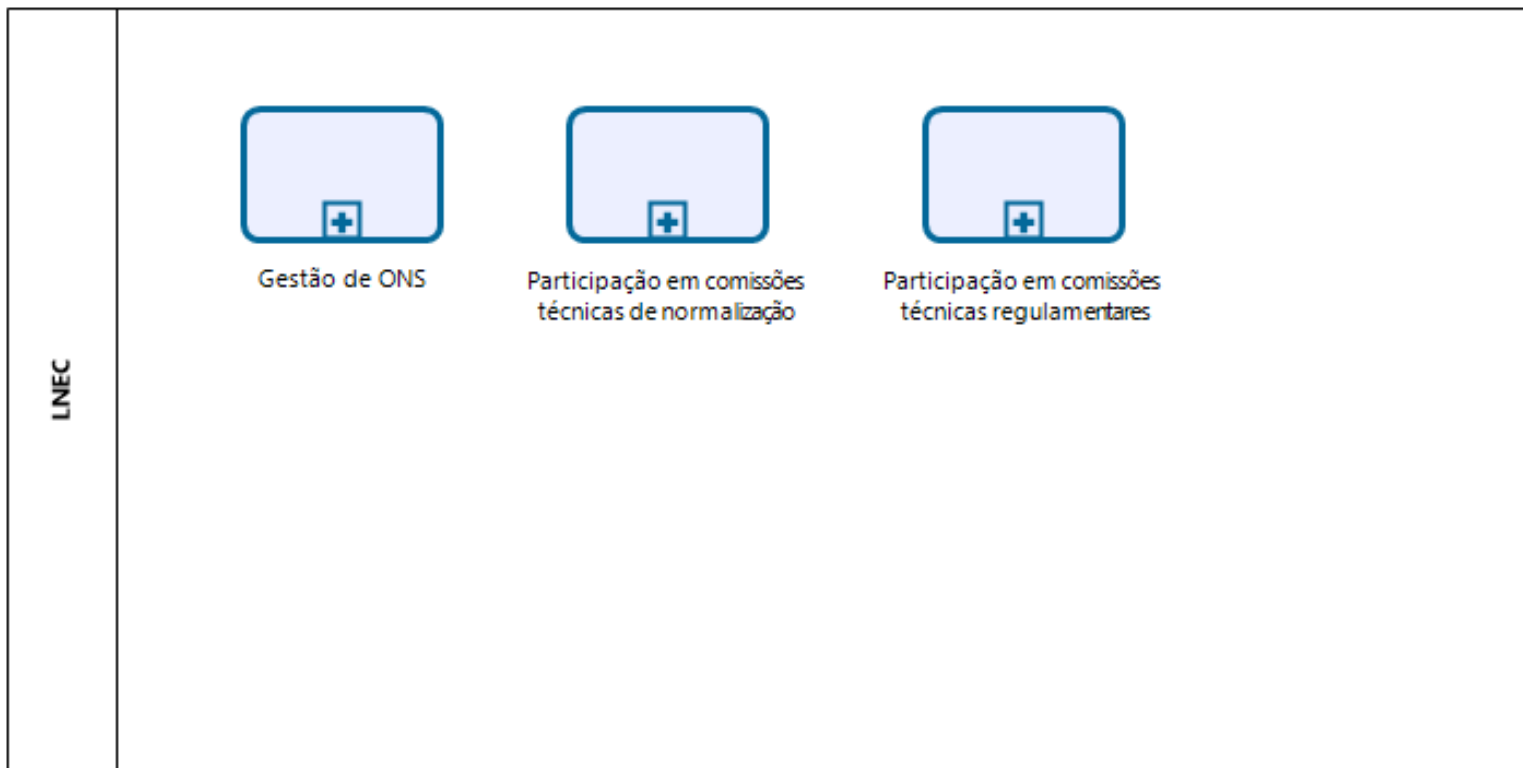 LNEC
Gestão de ONS
Participação em comissões
técnicas de normalização
Participação em comissões
técnicas regulamentares